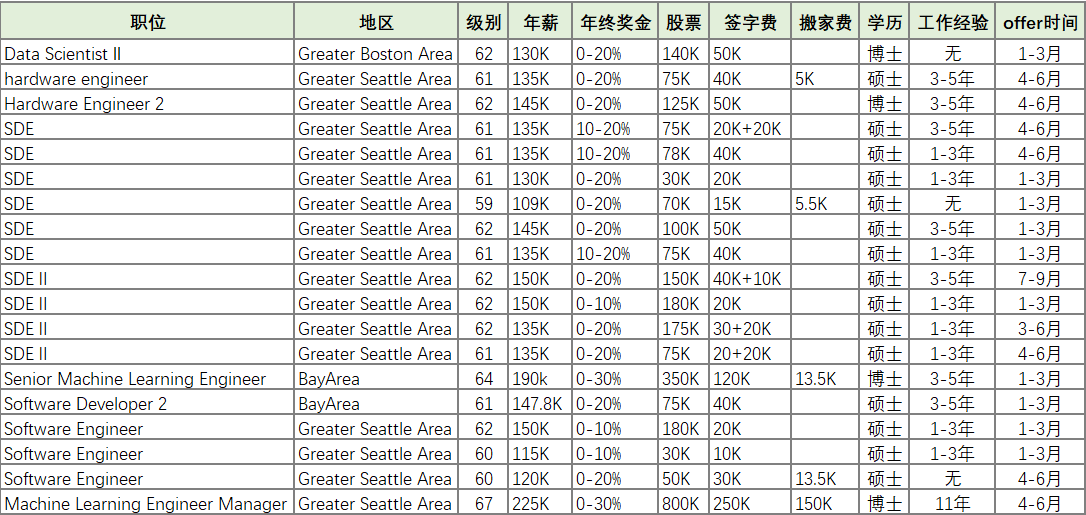 职位 地区 级别 年薪 年终奖金 股票 签字费 搬家费 学历 工作经验 offer时间
Data Scientist II Greater Boston Area 62 130K 0-20% 140K 50K 博士 无 1-3月
hardware engineer Greater Seattle Area 61 135K 0-20% 75K 40K 5K 硕士 3-5年 4-6月
Hardware Engineer 2 Greater Seattle Area 62 145K 0-20% 125K 50K 博士 3-5年 4-6月
SDE Greater Seattle Area 61 135K 10-20% 75K 20K+20K 硕士 3-5年 4-6月
SDE Greater Seattle Area 61 135K 10-20% 78K 40K 硕士 1-3年 4-6月
SDE Greater Seattle Area 61 130K 0-20% 30K 20K 硕士 1-3年 1-3月
SDE Greater Seattle Area 59 109K 0-20% 70K 15K 5.5K 硕士 无 1-3月
SDE Greater Seattle Area 62 145K 0-20% 100K 50K 硕士 3-5年 1-3月
SDE Greater Seattle Area 61 135K 10-20% 75K 40K 硕士 1-3年 1-3月
SDE II Greater Seattle Area 62 150K 0-20% 150K 40K+10K 硕士 3-5年 7-9月
SDE II Greater Seattle Area 62 150K 0-10% 180K 20K 硕士 1-3年 1-3月
SDE II Greater Seattle Area 62 135K 0-20% 175K 30+20K 硕士 1-3年 3-6月
SDE II Greater Seattle Area 61 135K 0-20% 75K 20+20K 硕士 1-3年 4-6月
Senior Machine Learning Engineer BayArea 64 190k 0-30% 350K 120K 13.5K 博士 3-5年 1-3月
Software Developer 2 BayArea 61 147.8K 0-20% 75K 40K 硕士 3-5年 1-3月
Software Engineer Greater Seattle Area 62 150K 0-10% 180K 20K 硕士 1-3年 1-3月
Software Engineer Greater Seattle Area 60 115K 0-10% 30K 10K 硕士 1-3年 1-3月
Software Engineer Greater Seattle Area 60 120K 0-20% 50K 30K 13.5K 硕士 无 4-6月
Machine Learning Engineer Manager Greater Seattle Area 67 225K 0-30% 800K 250K 150K 博士 11年 4-6月